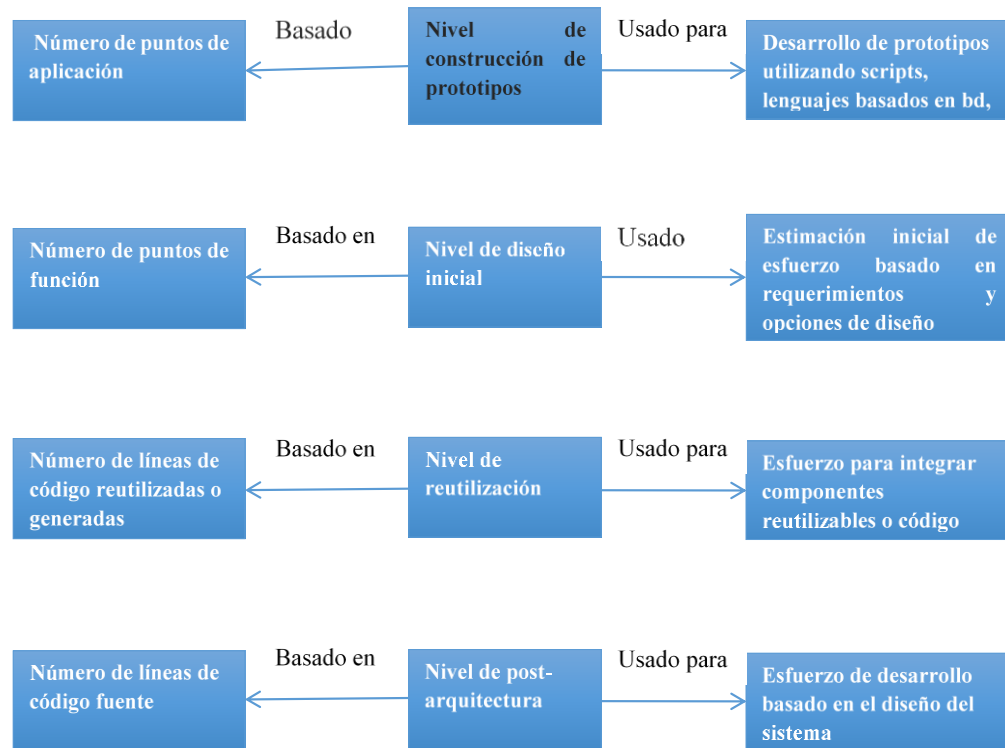 Número de puntos de
aplicación
Basado
Nivel de
construcción de
prototipos
Usado para
Desarrollo de prototipos
utilizando scripts,
lenguajes basados en bd,
Número de puntos de
función
Basado en
Nivel de diseño
inicial
Usado
Estimación inicial de
esfuerzo basado en
requerimientos y
opciones de diseño
Número de líneas de
código reutilizadas o
generadas
Basado en
Nivel de
reutilización
Usado para
Esfuerzo para integrar
componentes
reutilizables o código
Número de líneas de
código fuente
Basado en
Nivel de post-
arquitectura
Usado para
Esfuerzo de desarrollo
basado en el diseño del
sistema